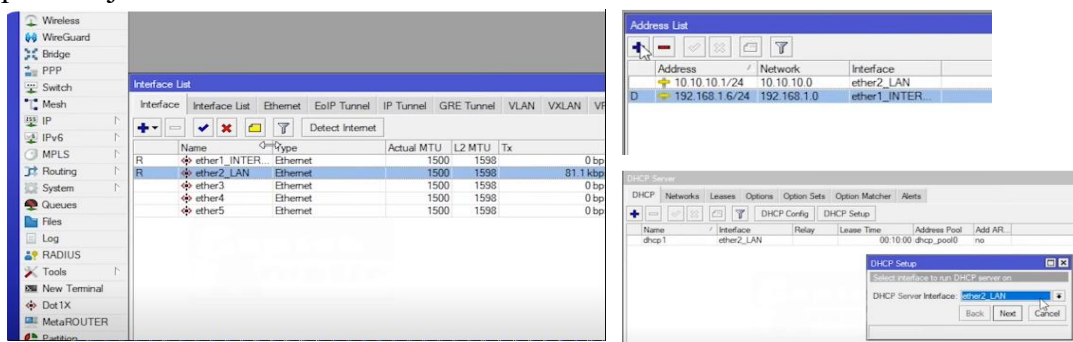 Wireless
WireGuard
Bridge
PPP
Switch
Mesh
IP
IPv6
MPLS
Routing
System
Queues
Files
Log
RADIUS
Tools
New Terminal
Dot1X
MetaROUTER
Partition
Interface List
Interface Interface List Ethernet EoIP Tunnel IP Tunnel GRE Tunnel VLAN VXLAN
Detect Internet
Name Type Actual MTU L2 MTU Tx
R ether1_INTER... Ethernet 1500 1598 0 bp
R ether2_LAN Ethernet 1500 1598 81.1 kbp
ether3 Ethernet 1500 1598 0 bp
ether4 Ethernet 1500 1598 0 bp
ether5 Ethernet 1500 1598 0 bp
Address List
Address Network Interface
10.10.10.1/24 10.10.10.0 ether2_LAN
D 192.168.1.6/24 192.168.1.0 ether1_INTER...
DHCP Server
DHCP Networks Leases Options Option Sets Option Matcher Alerts
DHCP Config DHCP Setup
Name Interface Relay Lease Time Address Pool Add AR...
dhcp1 ether2_LAN 00:10:00 dhcp_pool0 no
DHCP Setup
Select interface to run DHCP server on
DHCP Server Interface: ether2_LAN
Back Next Cancel